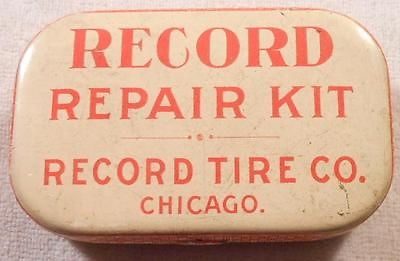 RECORD
REPAIR KIT
RECORD TIRE CO.
CHICAGO.